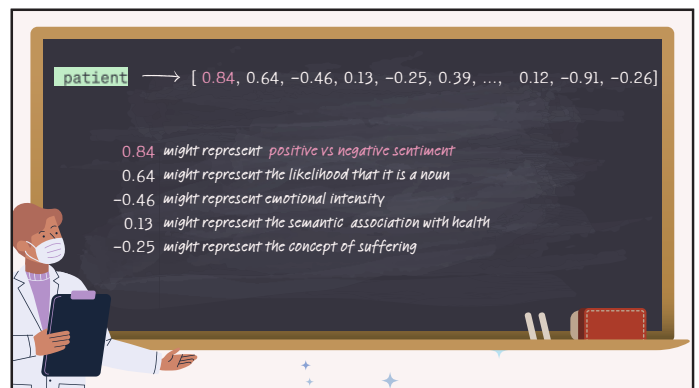 patient → [ 0.84, 0.64, −0.46, 0.13, −0.25, 0.39, ..., 0.12, −0.91, −0.26]
0.84 might represent positive vs negative sentiment
0.64 might represent the likelihood that it is a noun
−0.46 might represent emotional intensity
0.13 might represent the semantic association with health
−0.25 might represent the concept of suffering